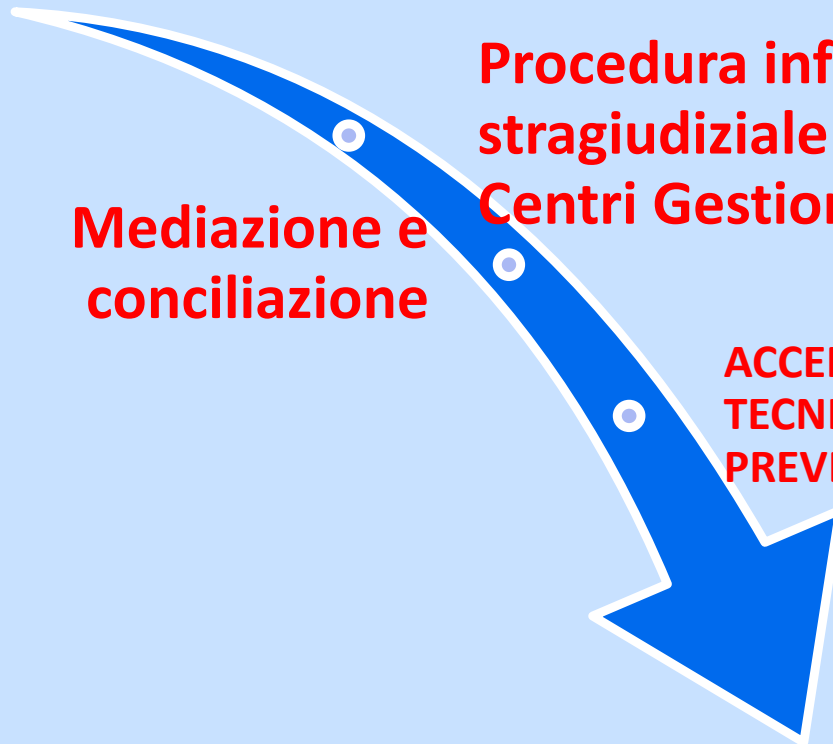 Procedura inf
stragiudiziale
Centri Gestion
Mediazione e
conciliazione
ACCE
TECN
PREV